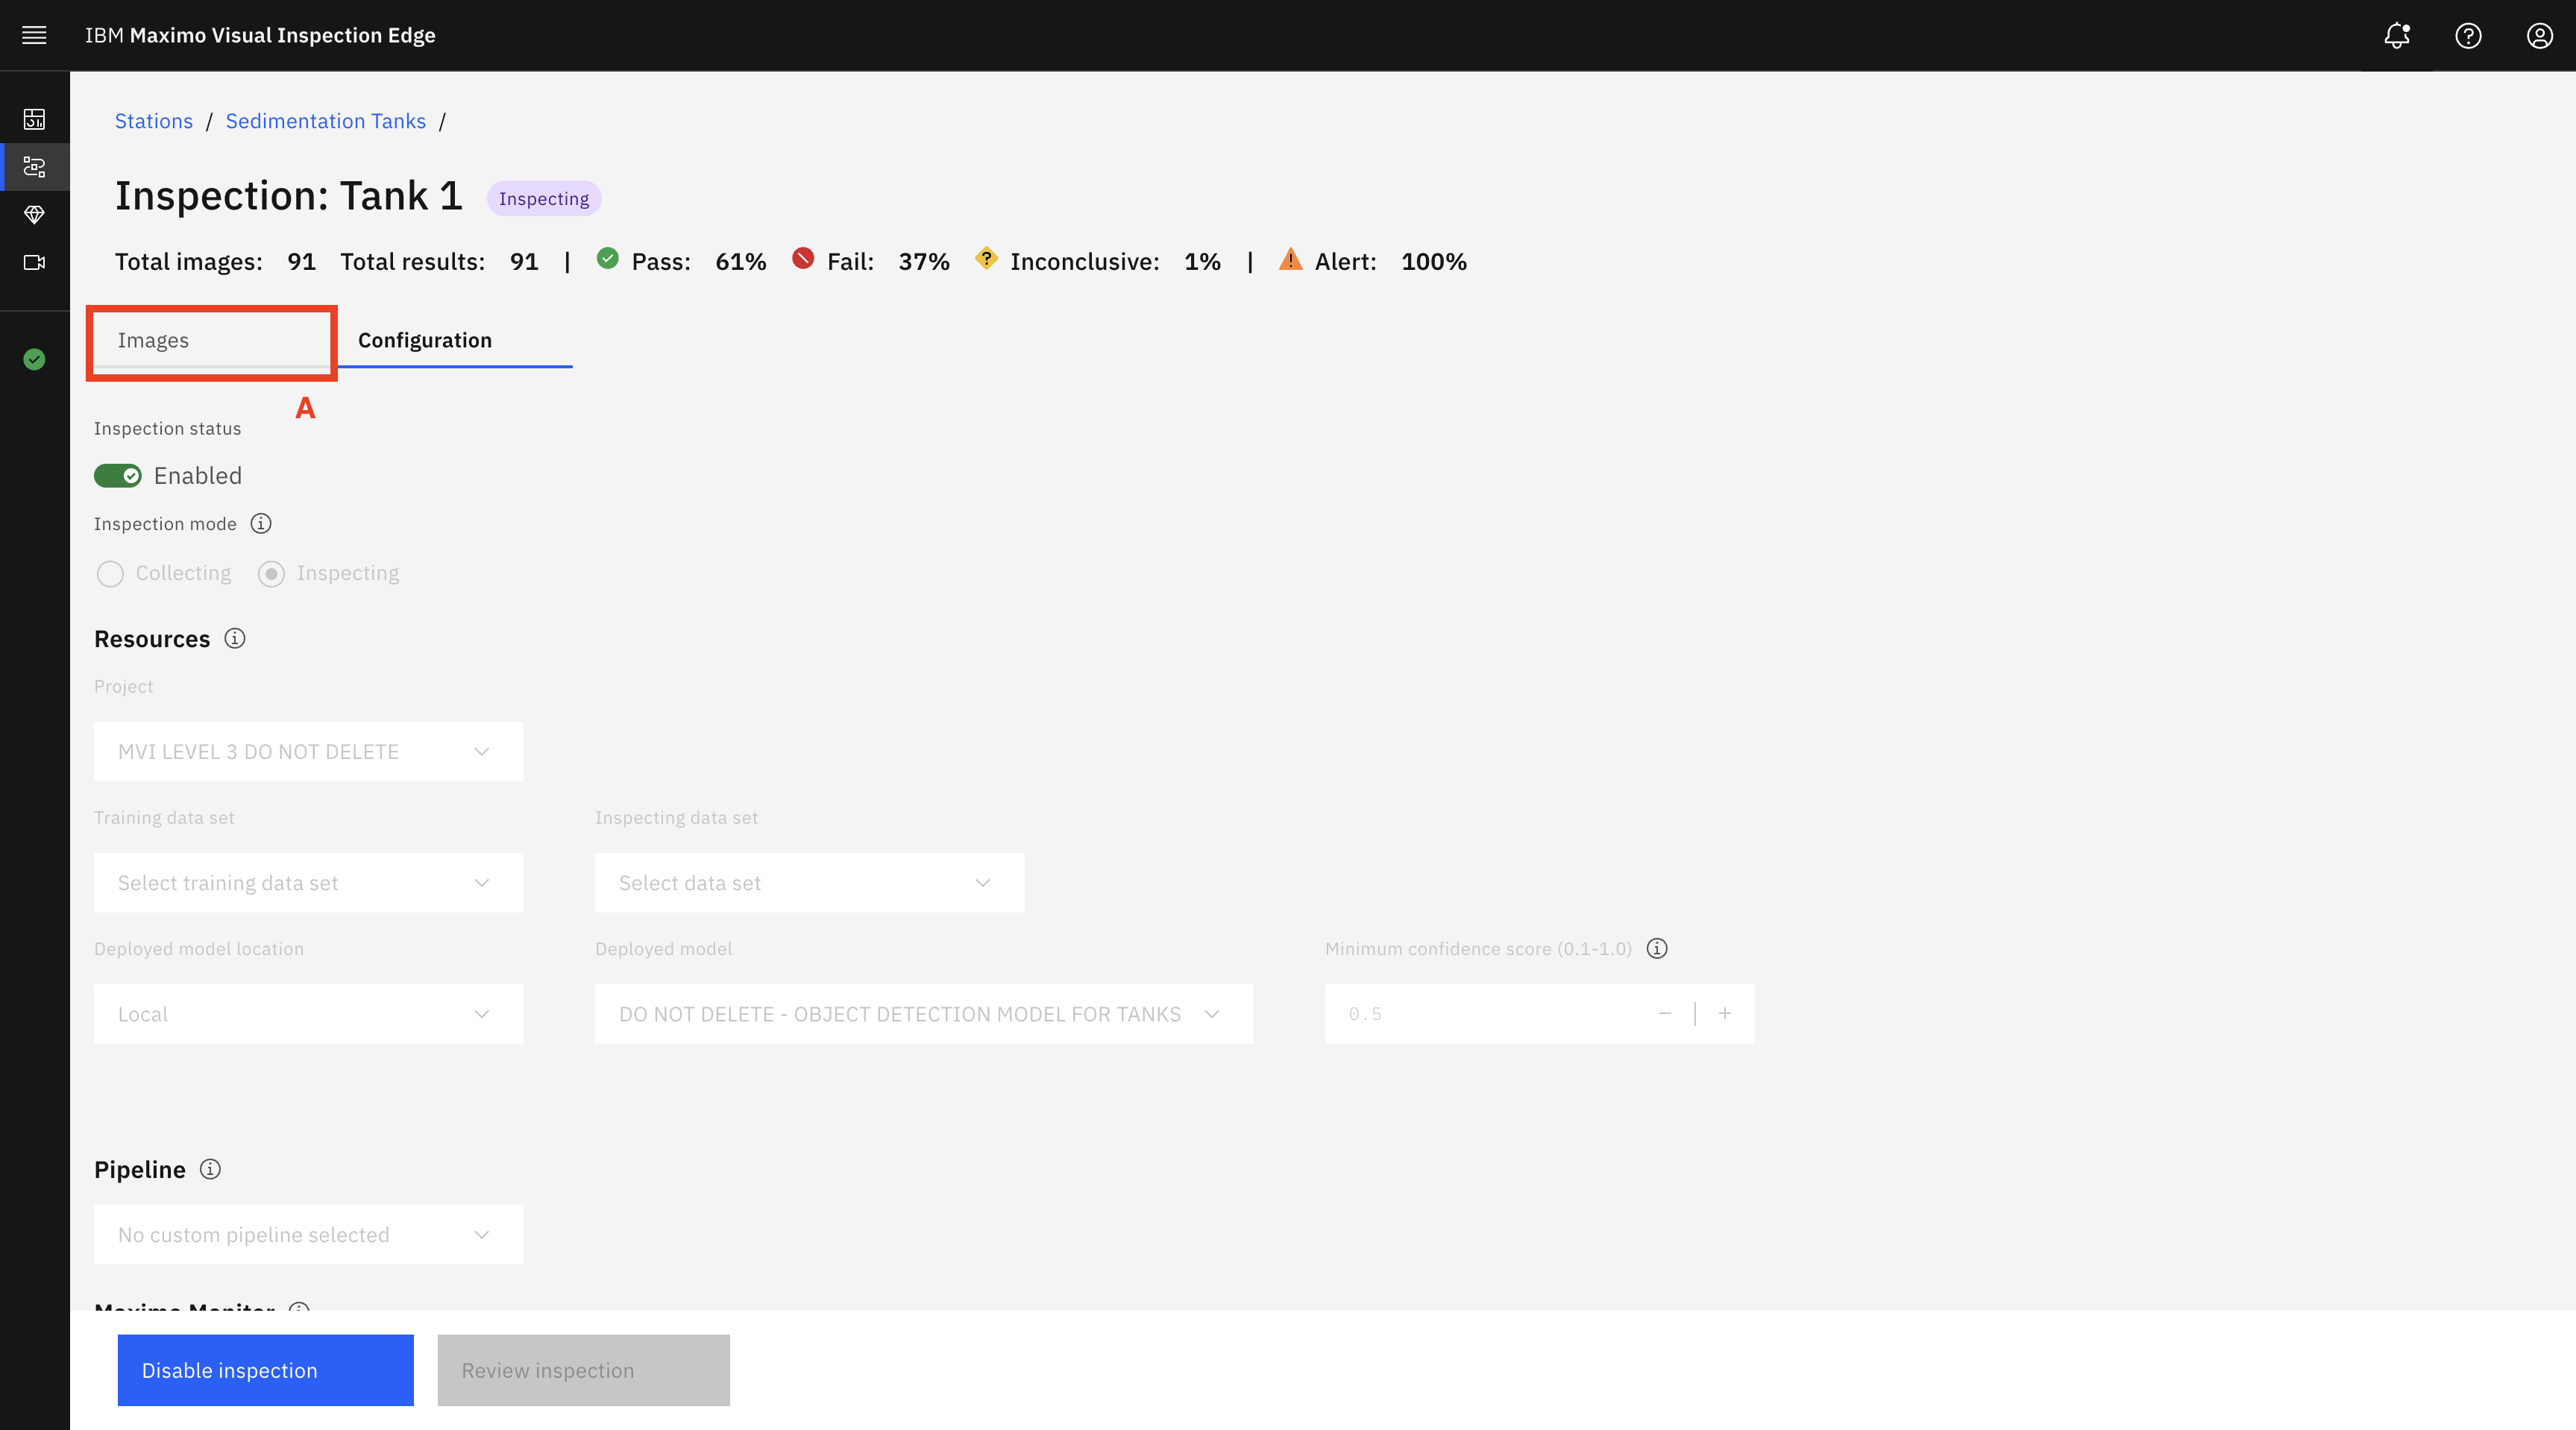 IBM Maximo Visual Inspection Edge
Stations / Sedimentation Tanks /
Inspection: Tank 1 Inspecting
Total images: 91 Total results: 91 | Pass: 61% Fail: 37% ? Inconclusive: 1% | ! Alert: 100%
Images Configuration
A
Inspection status
Enabled
Inspection mode
Collecting Inspecting
Resources
Project
MVI LEVEL 3 DO NOT DELETE
Training data set Inspecting data set
Select training data set Select data set
Deployed model location Deployed model Minimum confidence score (0.1-1.0)
Local DO NOT DELETE - OBJECT DETECTION MODEL FOR TANKS 0.5 − | +
Pipeline
No custom pipeline selected
Maximo Monitor
Disable inspection Review inspection